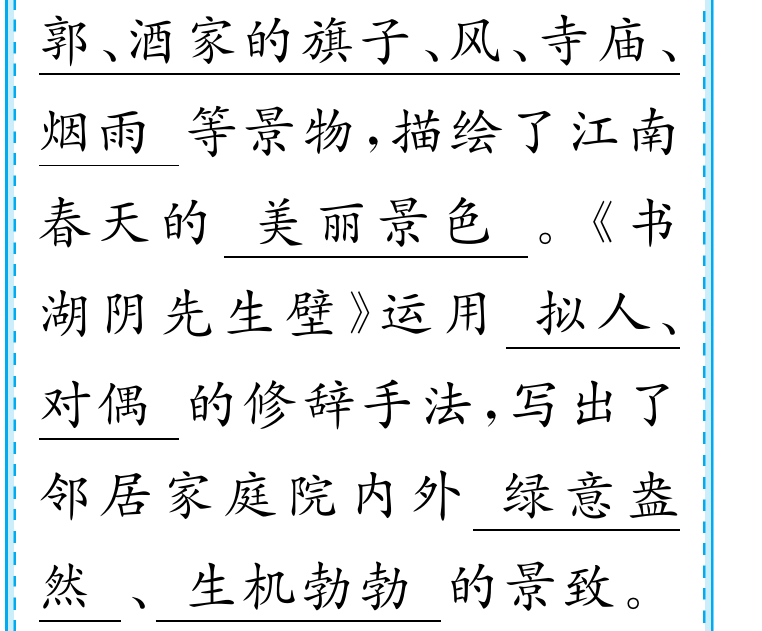 郭、酒家的旗子、风、寺庙、
烟雨 等景物,描绘了江南
春天的 美丽景色 。《书
湖阴先生壁》运用 拟人、
对偶 的修辞手法,写出了
邻居家庭院内外 绿意盎
然 、 生机勃勃 的景致。